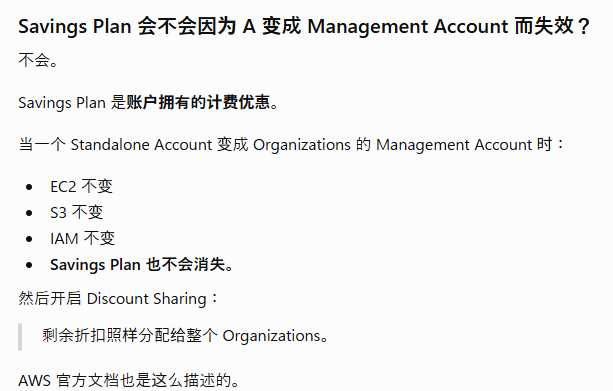 Savings Plan 会不会因为 A 变成 Management Account 而失效？
不会。
Savings Plan 是账户拥有的计费优惠。
当一个 Standalone Account 变成 Organizations 的 Management Account 时：
• EC2 不变
• S3 不变
• IAM 不变
• Savings Plan 也不会消失。
然后开启 Discount Sharing：
剩余折扣照样分配给整个 Organizations。
AWS 官方文档也是这么描述的。